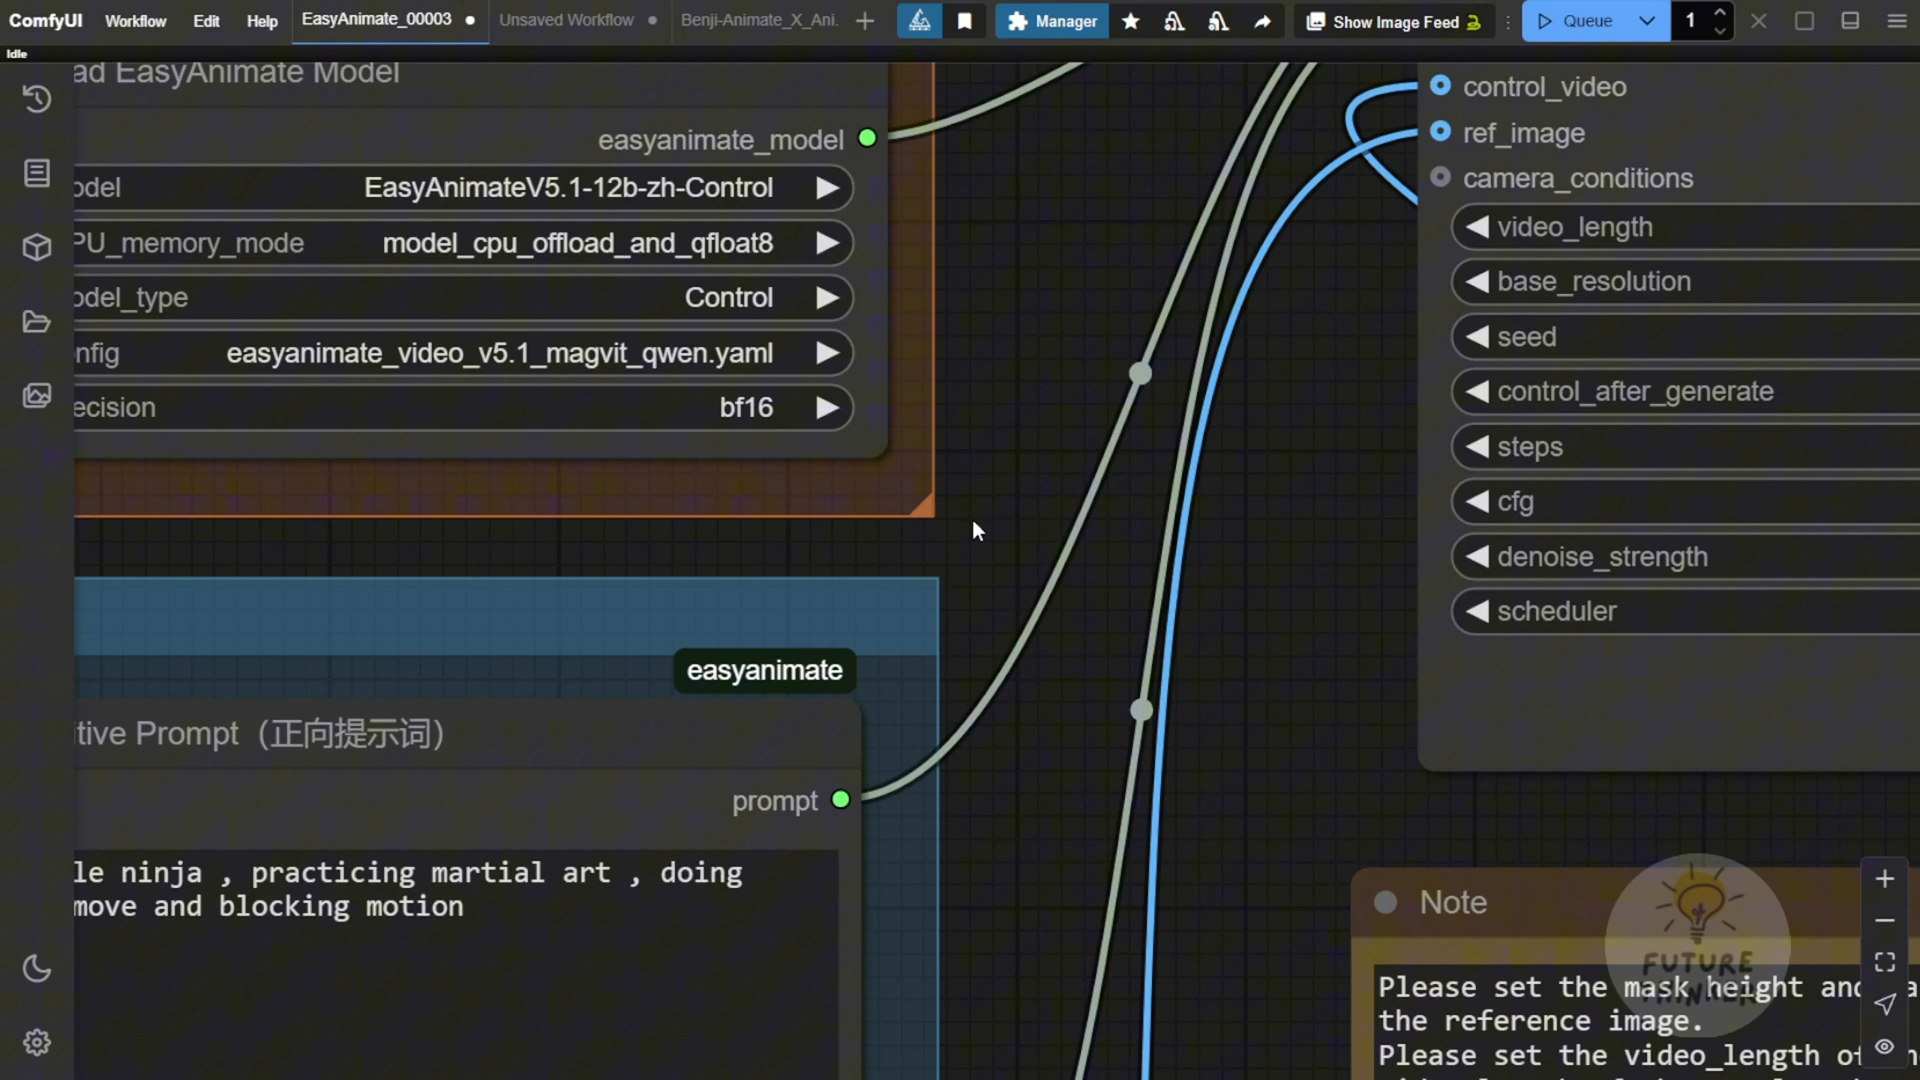 ComfyUI
Workflow
Edit
Help
EasyAnimate_00003
Unsaved Workflow
Benji-Animate_X_Ani.
Manager
Show Image Feed
Queue
1
Idle
ad EasyAnimate Model
easyanimate_model
odel EasyAnimateV5.1-12b-zh-Control
PU_memory_mode model_cpu_offload_and_qfloat8
odel_type Control
nfig easyanimate_video_v5.1_magvit_qwen.yaml
ecision bf16
control_video
ref_image
camera_conditions
video_length
base_resolution
seed
control_after_generate
steps
cfg
denoise_strength
scheduler
easyanimate
tive Prompt（正向提示词）
prompt
le ninja , practicing martial art , doing
move and blocking motion
Note
FUTURE
Please set the mask height and
the reference image.
Please set the video_length of